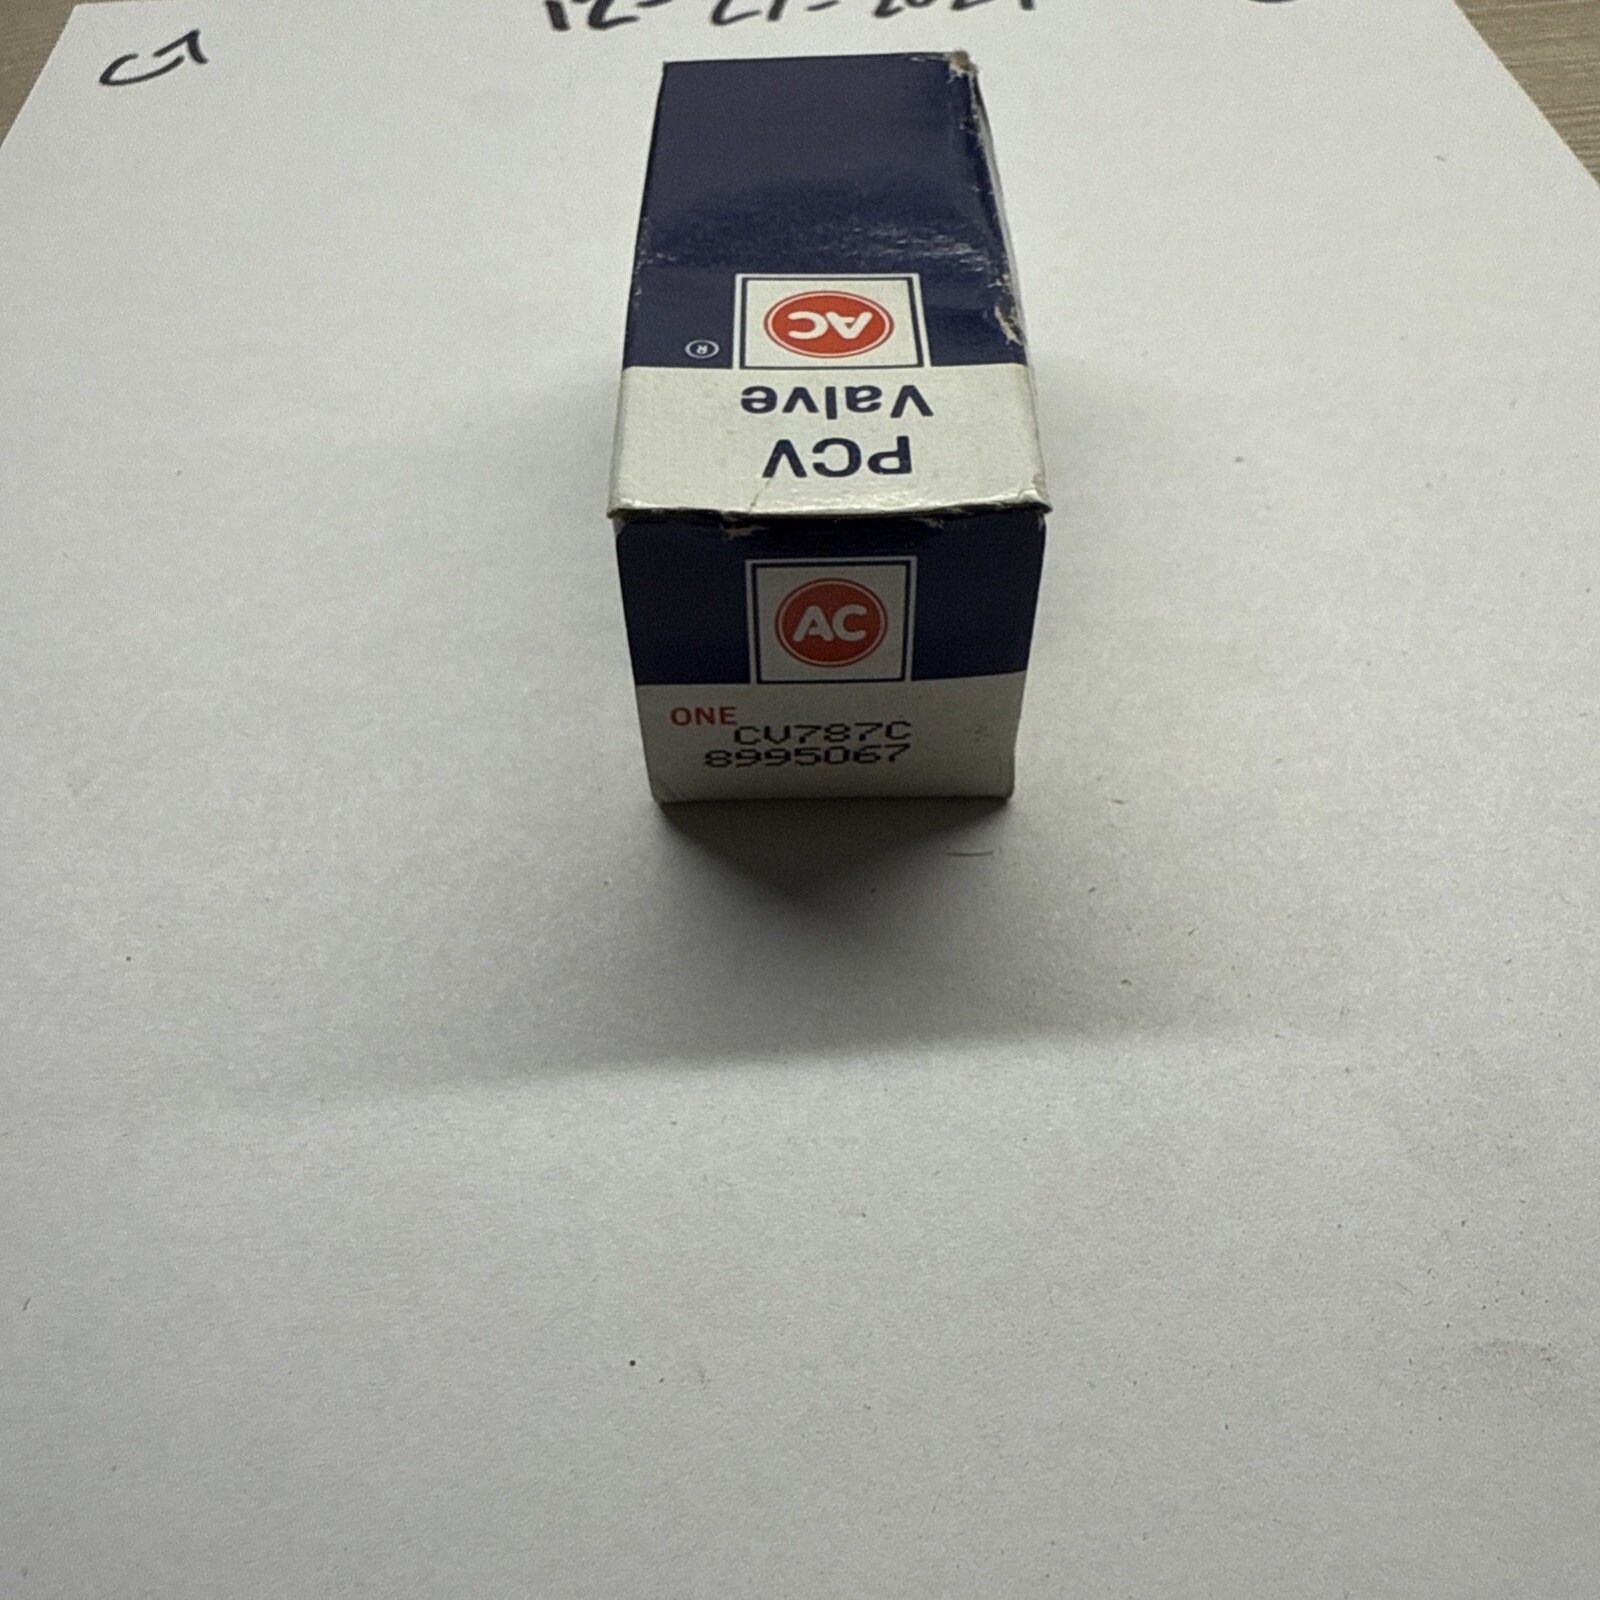 AC
®
Valve
PCV
AC
ONE
CV787C
8995067